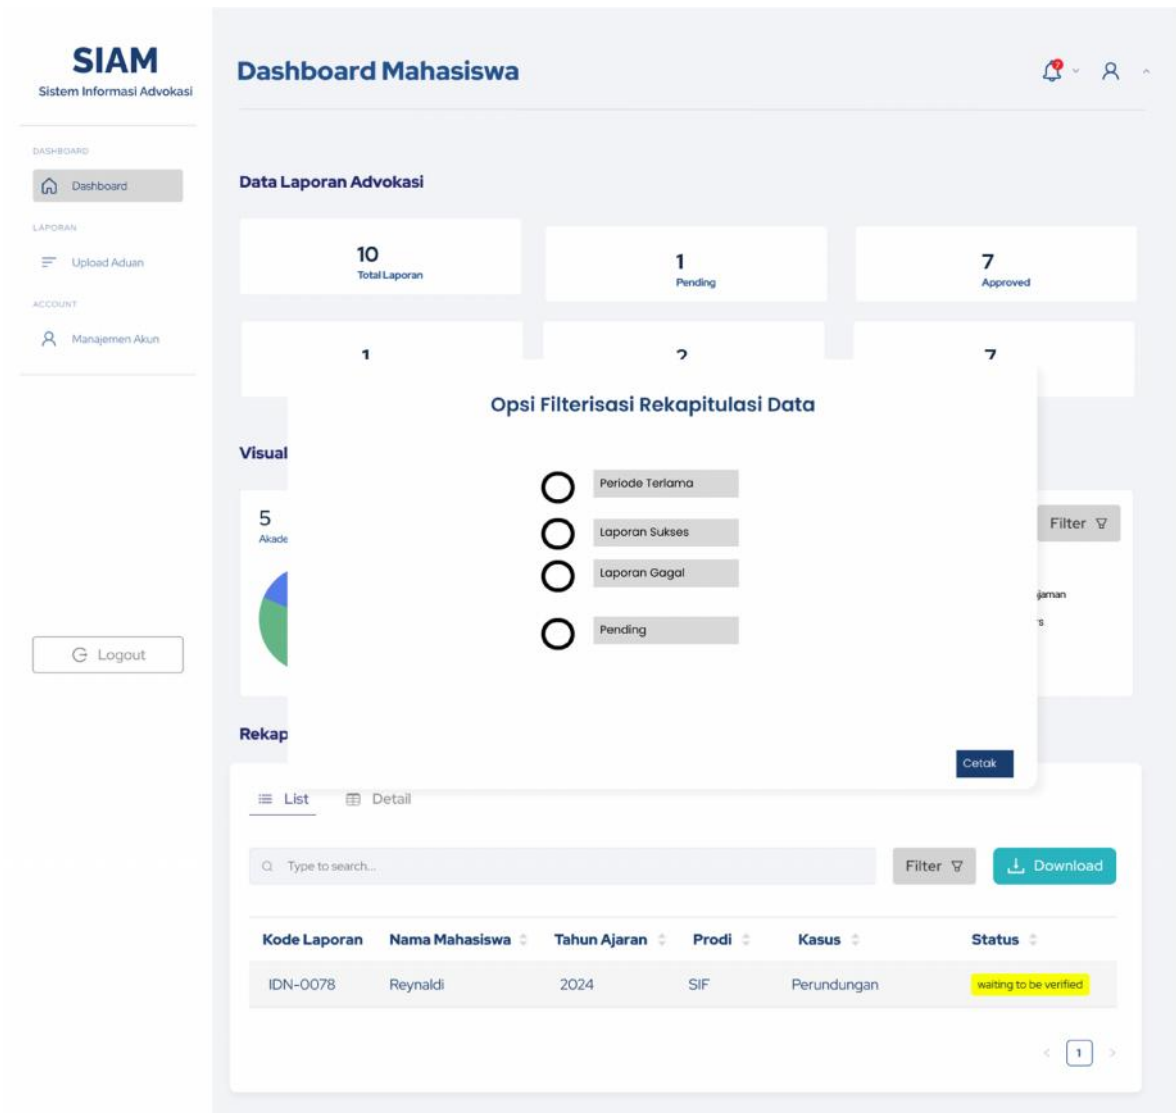 SIAM
Sistem Informasi Advokasi
DASHBOARD
Dashboard
LAPORAN
Upload Aduan
ACCOUNT
Manajemen Akun
Logout
Dashboard Mahasiswa
7
Data Laporan Advokasi
10
Total Laporan
1
Pending
7
Approved
1
2
7
Opsi Filterisasi Rekapitulasi Data
Periode Terlama
Laporan Sukses
Laporan Gagal
Pending
Cetak
Visual
5
Akade
Filter
jaman
rs
Rekap
List Detail
Type to search...
Filter
Download
Kode Laporan Nama Mahasiswa Tahun Ajaran Prodi Kasus Status
IDN-0078 Reynaldi 2024 SIF Perundungan waiting to be verified
< 1 >